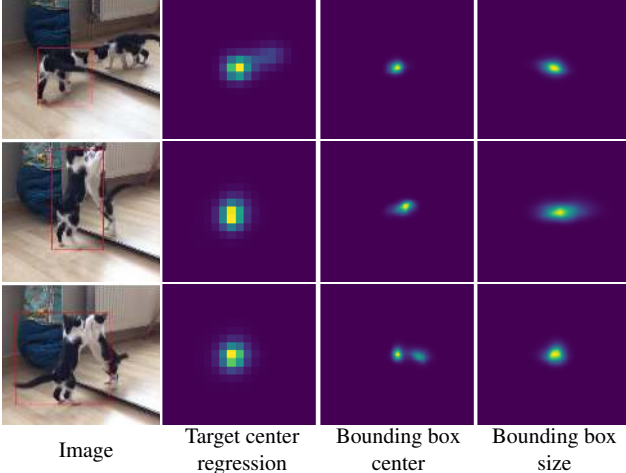 Image
Target center
regression
Bounding box
center
Bounding box
size